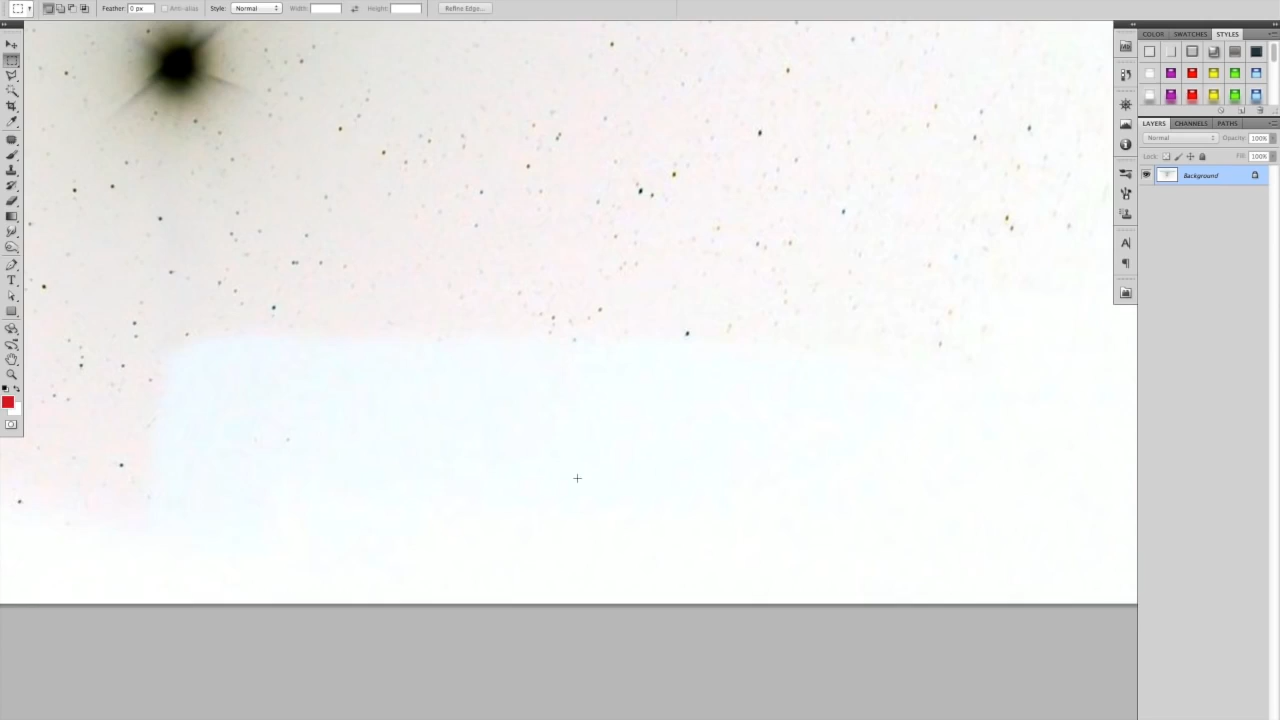 Feather: 0 px Anti-alias Style: Normal Width: Height: Refine Edge...
COLOR SWATCHES STYLES
LAYERS CHANNELS PATHS
Normal Opacity: 100%
Lock: Fill: 100%
Background